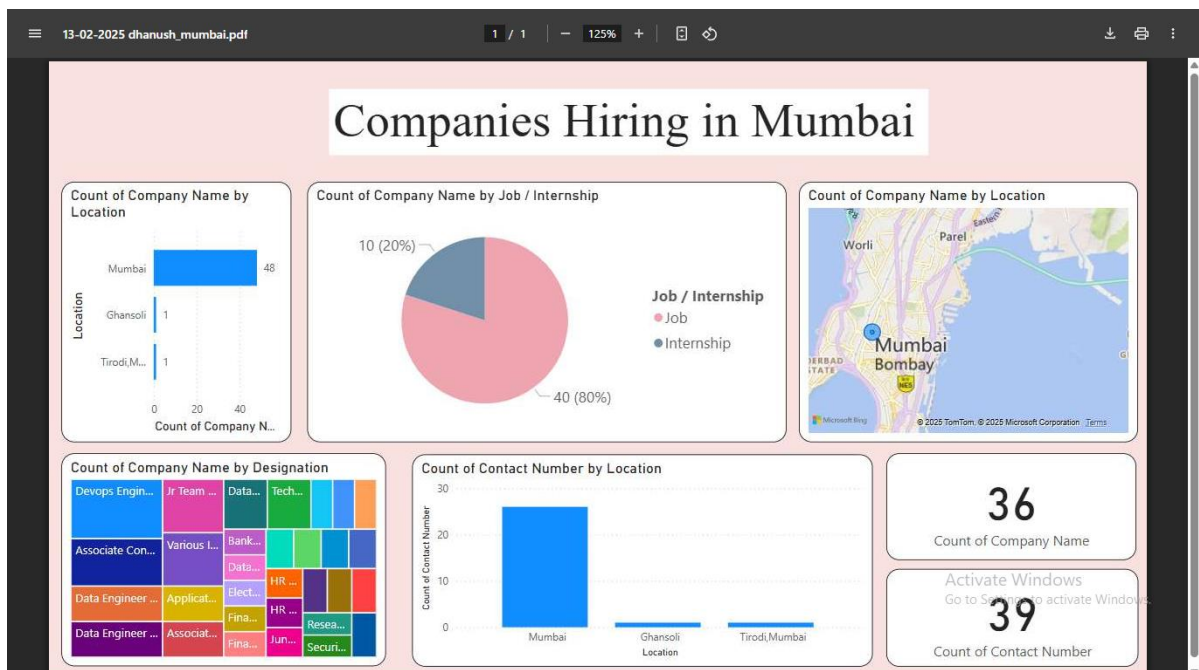 13-02-2025 dhanush_mumbai.pdf
1 / 1
125%
Companies Hiring in Mumbai
Count of Company Name by
Location
Mumbai
48
Ghansoli
1
Tirodi,M...
1
0 20 40
Count of Company N...
Location
Count of Company Name by Job / Internship
10 (20%)
40 (80%)
Job / Internship
Job
Internship
Count of Company Name by Location
Worli
Parel
Eastern
Mumbai
Bombay
DERBAD
STATE
Microsoft Bing
© 2025 TomTom, © 2025 Microsoft Corporation Terms
Count of Company Name by Designation
Devops Engin...
Jr Team ...
Data...
Tech...
Associate Con...
Various I...
Bank...
Data...
Data Engineer ...
Applicat...
Elect...
HR ...
Fina...
HR ...
Data Engineer ...
Associat...
Fina...
Jun...
Resea...
Securi...
Count of Contact Number by Location
Count of Contact Number
30
20
10
0
Mumbai
Ghansoli
Tirodi,Mumbai
Location
36
Count of Company Name
Activate Windows
Go to Settings to activate Windows.
39
Count of Contact Number